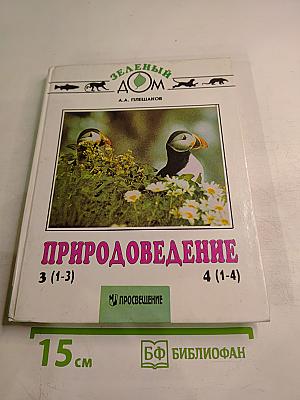 ЗЕЛЕНЫЙ
ДОМ
А.А. ПЛЕШАКОВ
ПРИРОДОВЕДЕНИЕ
3 (1-3) 4 (1-4)
ПРОСВЕЩЕНИЕ
15 см БФ БИБЛИОФАН